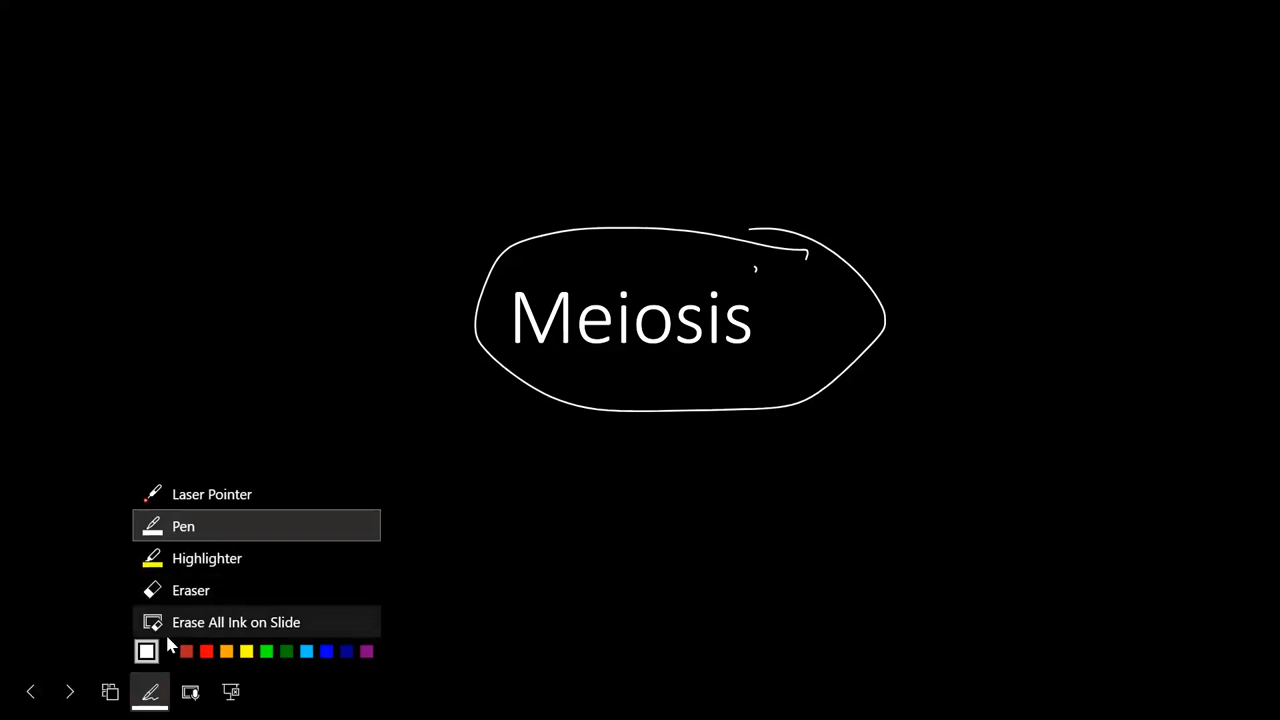 Meiosis
Laser Pointer
Pen
Highlighter
Eraser
Erase All Ink on Slide